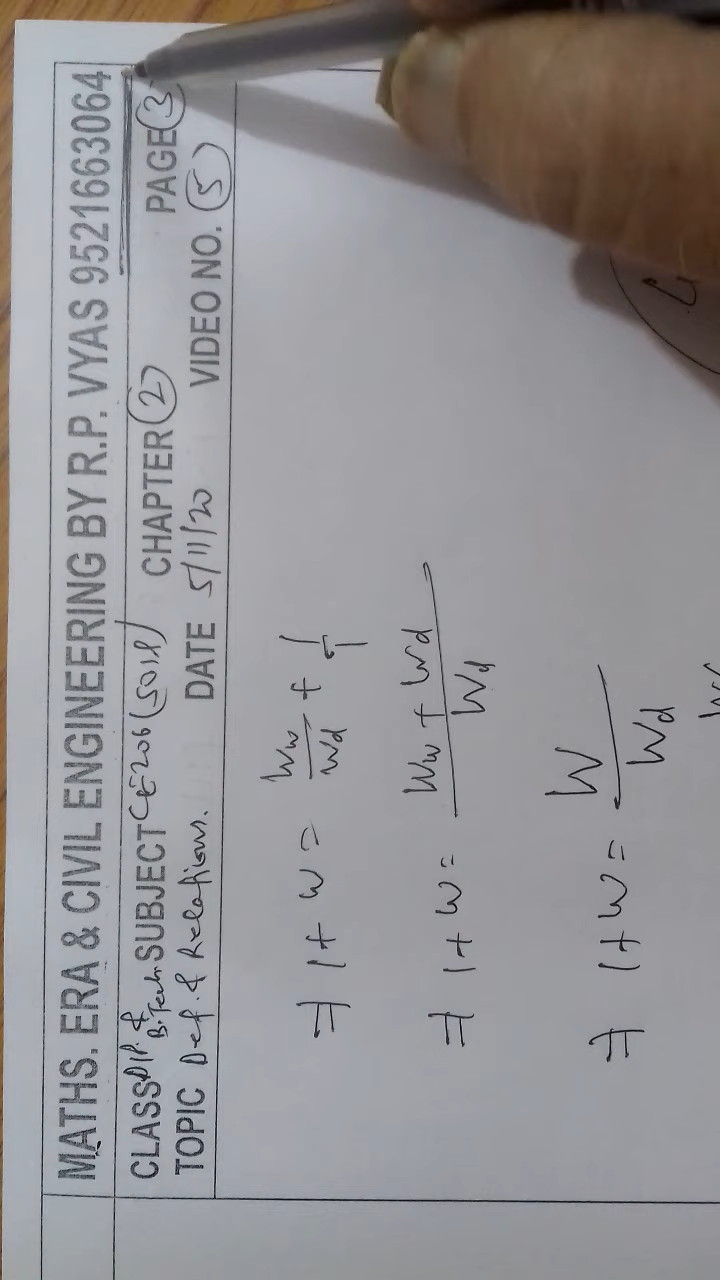 MATHS. ERA & CIVIL ENGINEERING BY R.P. VYAS 9521663064
CLASS DIP. & B.Tech SUBJECT CE206 (SOIL) CHAPTER 2 PAGE 3
TOPIC Def. & Relations. DATE 5/11/20 VIDEO NO. 5
⇒ 1 + w = Ww/Wd + 1/1
⇒ 1 + w = (Ww + Wd)/Wd
⇒ 1 + w = W/Wd